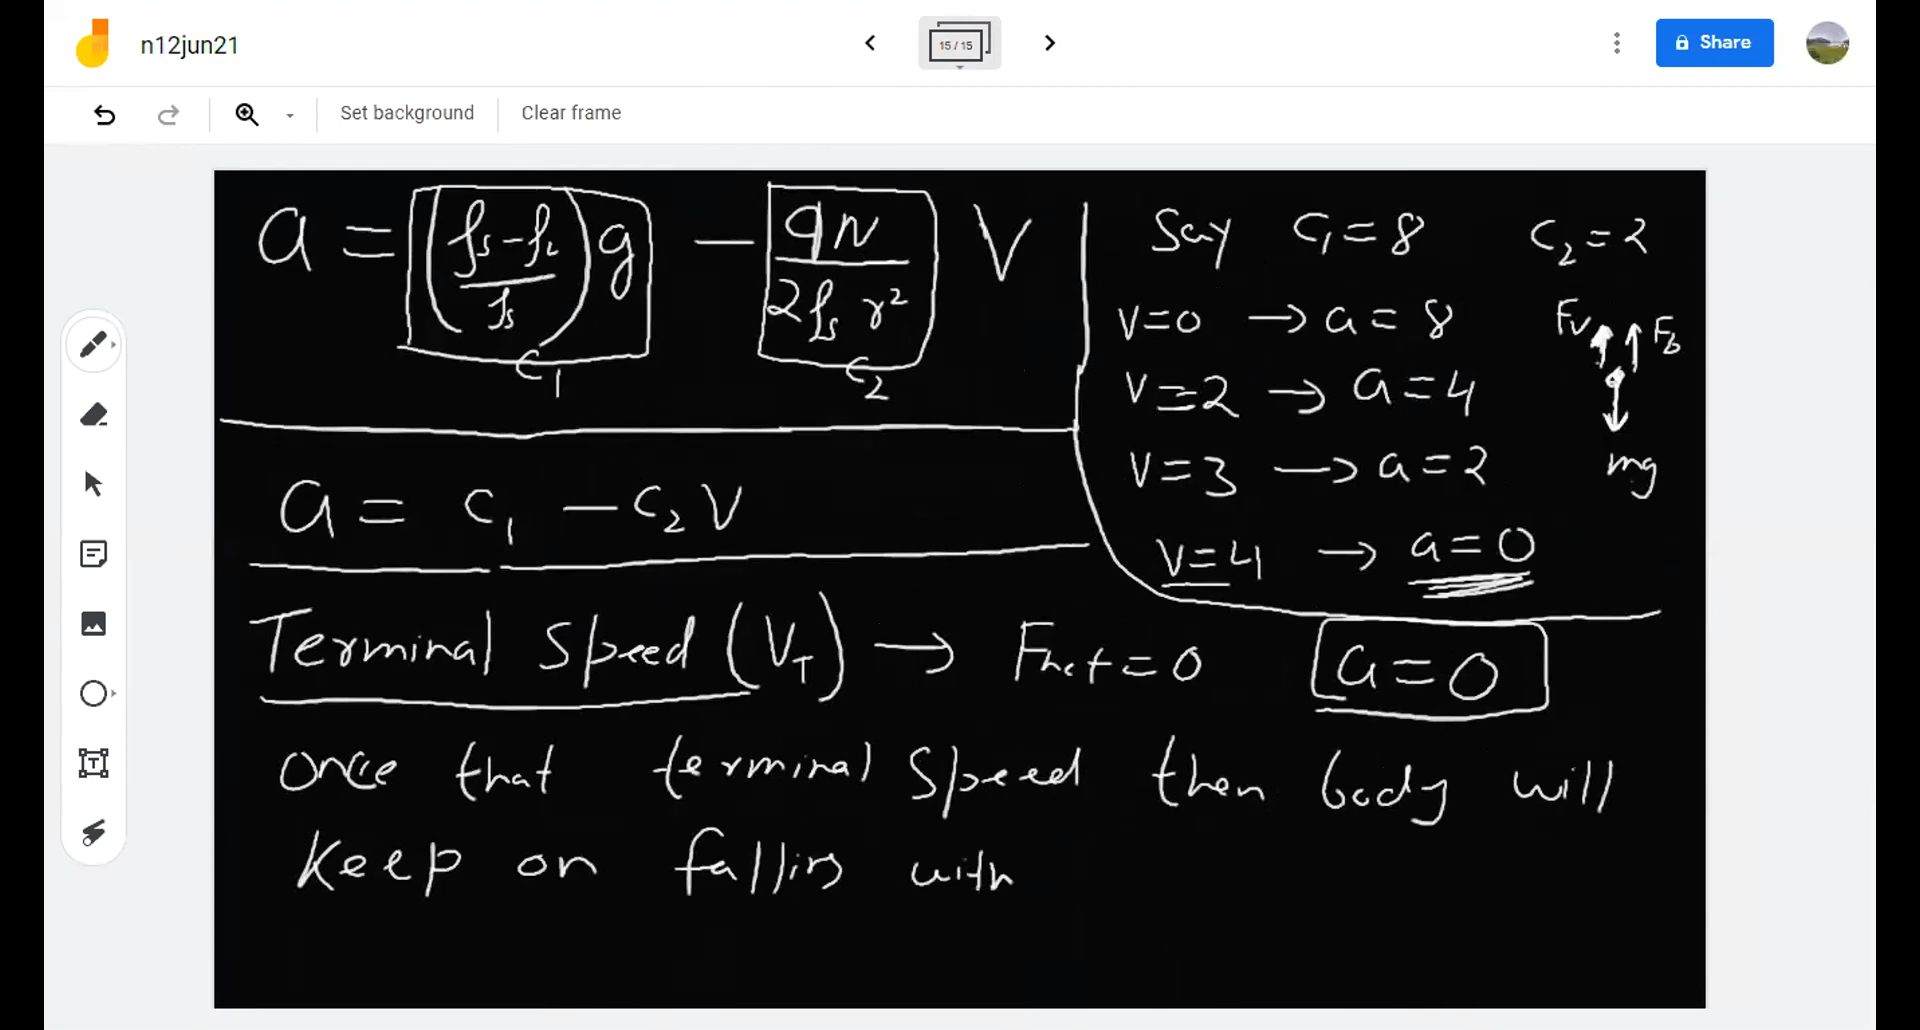 n12jun21
15 / 15
Share
Set background
Clear frame
a = ((ρs - ρL)/ρs) g - (9η/(2ρs r²)) V
C1
C2
a = C1 - C2 V
Say C1 = 8 C2 = 2
V=0 → a = 8
V=2 → a = 4
V=3 → a = 2
V=4 → a = 0
Fv Fb
mg
Terminal Speed (VT) → Fnet = 0 a = 0
once that terminal speed then body will
keep on falling with